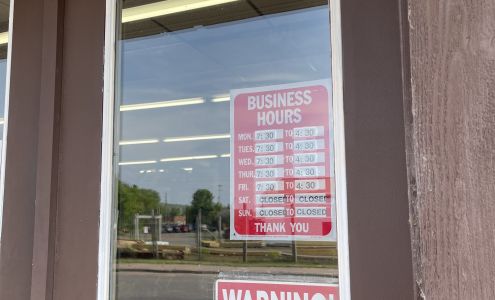 BUSINESS
HOURS
MON. 7:30 TO 4:30
TUES. 7:30 TO 4:30
WED. 7:30 TO 4:30
THUR. 7:30 TO 4:30
FRI. 7:30 TO 4:30
SAT. CLOSED TO CLOSED
SUN. CLOSED TO CLOSED
THANK YOU
WARNING!